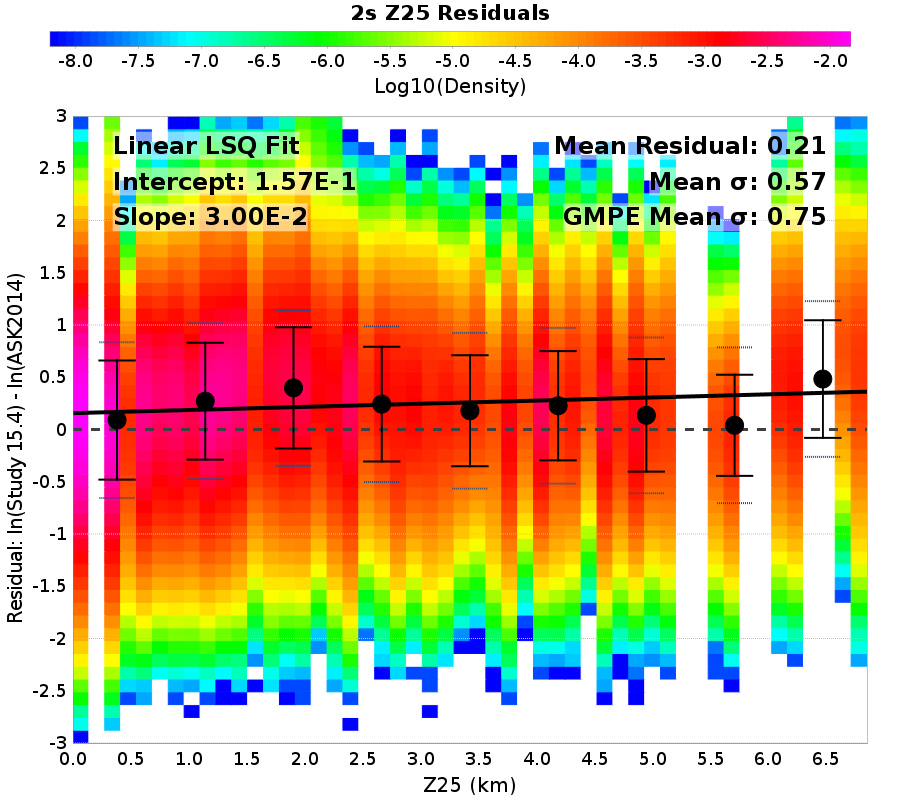 2s Z25 Residuals
-8.0 -7.5 -7.0 -6.5 -6.0 -5.5 -5.0 -4.5 -4.0 -3.5 -3.0 -2.5 -2.0
Log10(Density)
Linear LSQ Fit
Intercept: 1.57E-1
Slope: 3.00E-2
Mean Residual: 0.21
Mean σ: 0.57
GMPE Mean σ: 0.75
Residual: ln(Study 15.4) - ln(ASK2014)
3
2.5
2
1.5
1
0.5
0
-0.5
-1
-1.5
-2
-2.5
-3
0.0 0.5 1.0 1.5 2.0 2.5 3.0 3.5 4.0 4.5 5.0 5.5 6.0 6.5
Z25 (km)